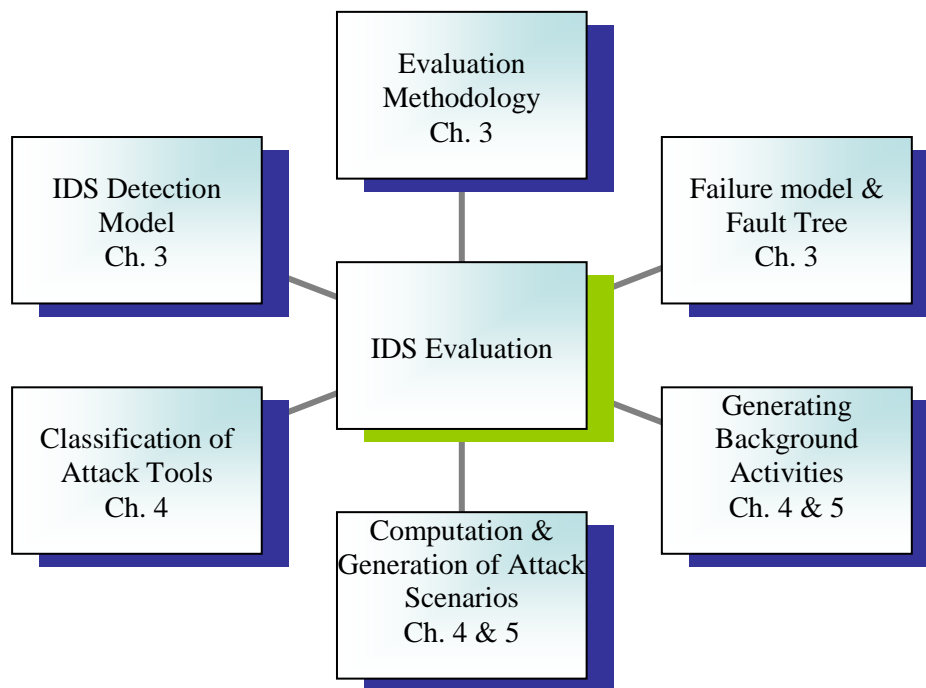 Evaluation
Methodology
Ch. 3
IDS Detection
Model
Ch. 3
Failure model &
Fault Tree
Ch. 3
IDS Evaluation
Classification of
Attack Tools
Ch. 4
Generating
Background
Activities
Ch. 4 & 5
Computation &
Generation of Attack
Scenarios
Ch. 4 & 5